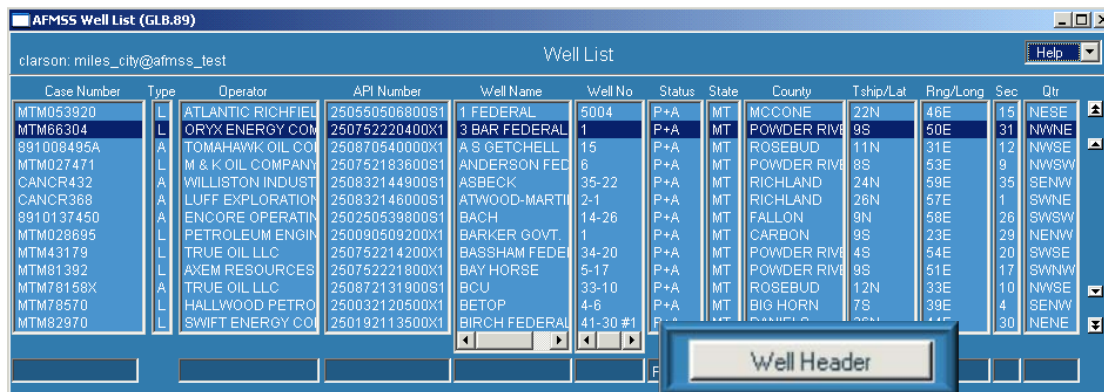 AFMSS Well List (GLB.89)
clarson: miles_city@afmss_test Well List Help
Case Number Type Operator API Number Well Name Well No Status State County Tship/Lat Rng/Long Sec Qtr
MTM053920 L ATLANTIC RICHFIEL 250550506800S1 1 FEDERAL 5004 P+A MT MCCONE 22N 46E 15 NESE
MTM66304 L ORYX ENERGY COM 250752220400X1 3 BAR FEDERAL 1 P+A MT POWDER RIVE 9S 50E 31 NWNE
891008495A A TOMAHAWK OIL CO 250870540000X1 A S GETCHELL 15 P+A MT ROSEBUD 11N 31E 12 NWSE
MTM027471 L M & K OIL COMPANY 250752183600S1 ANDERSON FED 6 P+A MT POWDER RIVE 8S 53E 9 NWSW
CANCR432 A WILLISTON INDUST 250832144900S1 ASBECK 35-22 P+A MT RICHLAND 24N 59E 35 SENW
CANCR368 A LUFF EXPLORATION 250832146000S1 ATWOOD-MARTI 2-1 P+A MT RICHLAND 26N 57E 1 SWNE
8910137450 A ENCORE OPERATIN 250250539800S1 BACH 14-26 P+A MT FALLON 9N 58E 26 SWSW
MTM028695 L PETROLEUM ENGIN 250090509200X1 BARKER GOVT. 1 P+A MT CARBON 9S 23E 29 NENW
MTM43179 L TRUE OIL LLC 250752214200X1 BASSHAM FEDE 34-20 P+A MT POWDER RIVE 4S 54E 20 SWSE
MTM81392 L AXEM RESOURCES 250752221800X1 BAY HORSE 5-17 P+A MT POWDER RIVE 9S 51E 17 SWNW
MTM78158X A TRUE OIL LLC 250872131900S1 BCU 33-10 P+A MT ROSEBUD 12N 33E 10 NWSE
MTM78570 L HALLWOOD PETRO 250032120500X1 BETOP 4-6 P+A MT BIG HORN 7S 39E 4 SENW
MTM82970 L SWIFT ENERGY CO 250192113500X1 BIRCH FEDERAL 41-30 #1 30 NENE
Well Header